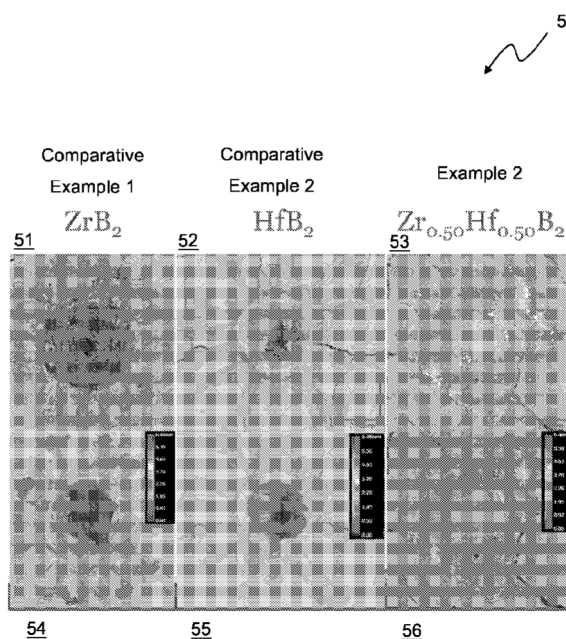 5
Comparative
Example 1
ZrB₂
Comparative
Example 2
HfB₂
Example 2
Zr₀.₅₀Hf₀.₅₀B₂
51
52
53
54
55
56